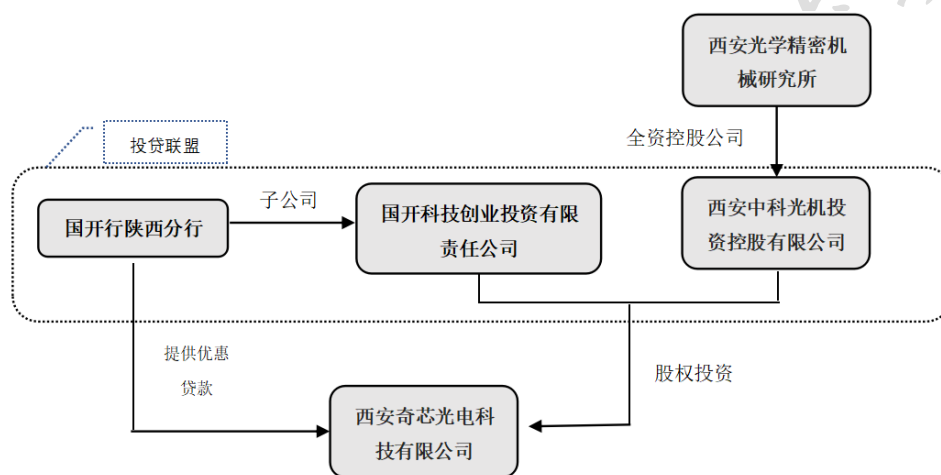 西安光学精密机
械研究所
投贷联盟
全资控股公司
国开行陕西分行
子公司
国开科技创业投资有限
责任公司
西安中科光机投
资控股有限公司
提供优惠
贷款
股权投资
西安奇芯光电科
技有限公司